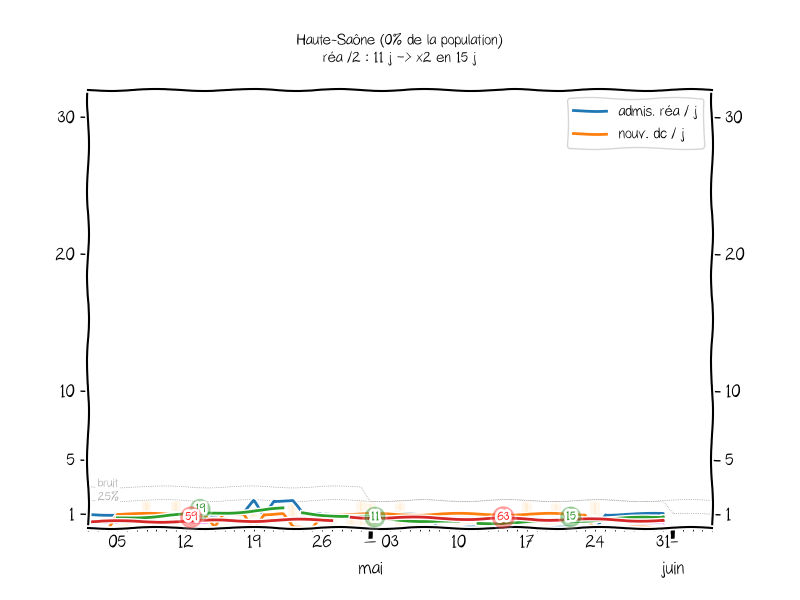 Haute-Saône (0% de la population)
réa /2 : 11 j -> x2 en 15 j
admis. réa / j
nouv. dc / j
30 30
20 20
10 10
5 5
bruit
25%
1 1
19
59 11 63 15
05 12 19 26 03 10 17 24 31
mai juin